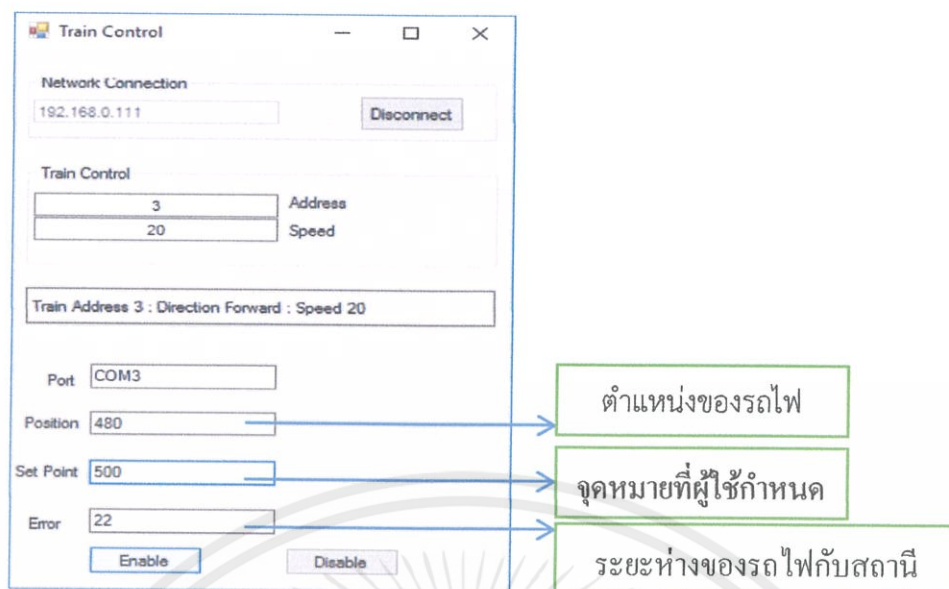 Train Control
Network Connection
192.168.0.111
Disconnect
Train Control
3 Address
20 Speed
Train Address 3 : Direction Forward : Speed 20
Port COM3
Position 480
ตำแหน่งของรถไฟ
Set Point 500
จุดหมายที่ผู้ใช้กำหนด
Error 22
ระยะห่างของรถไฟกับสถานี
Enable Disable